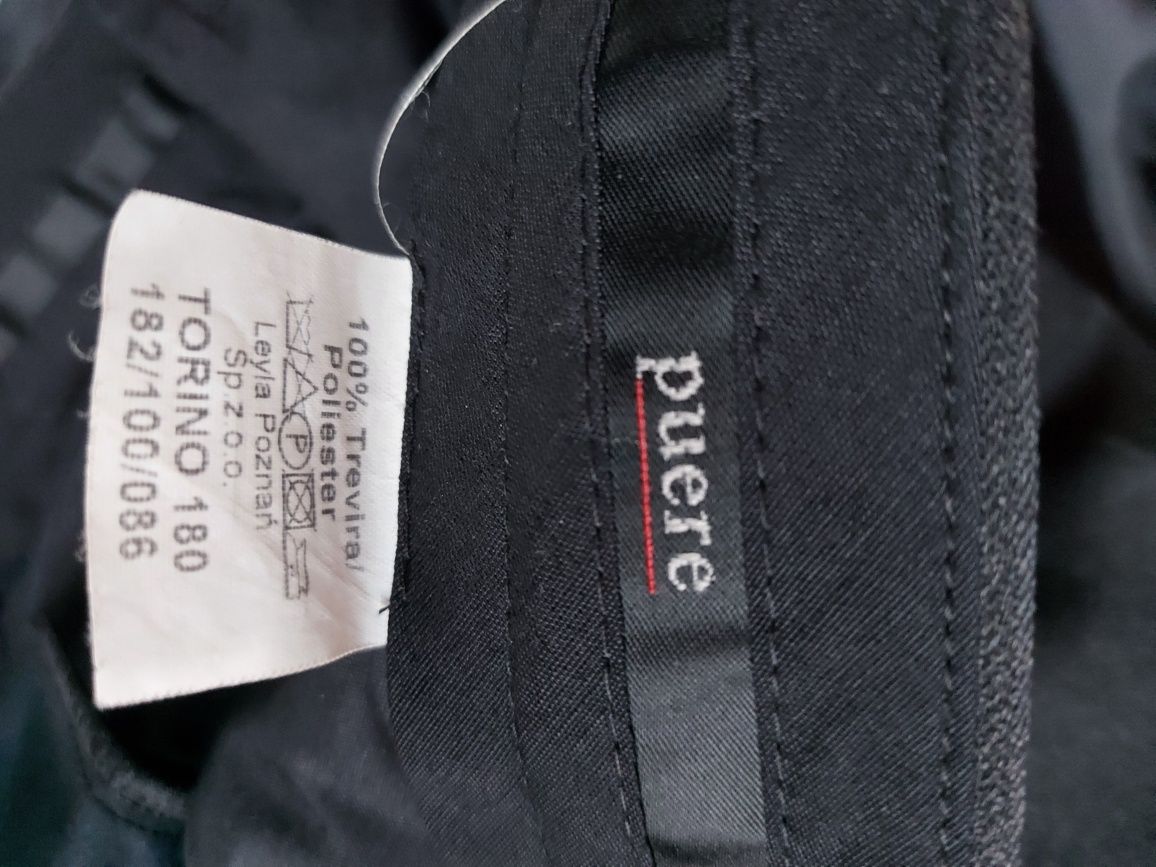 100% Trevira/
Poliester
P
Leyla Poznań
Sp.z.o.o.
TORINO 180
182/100/086
puere